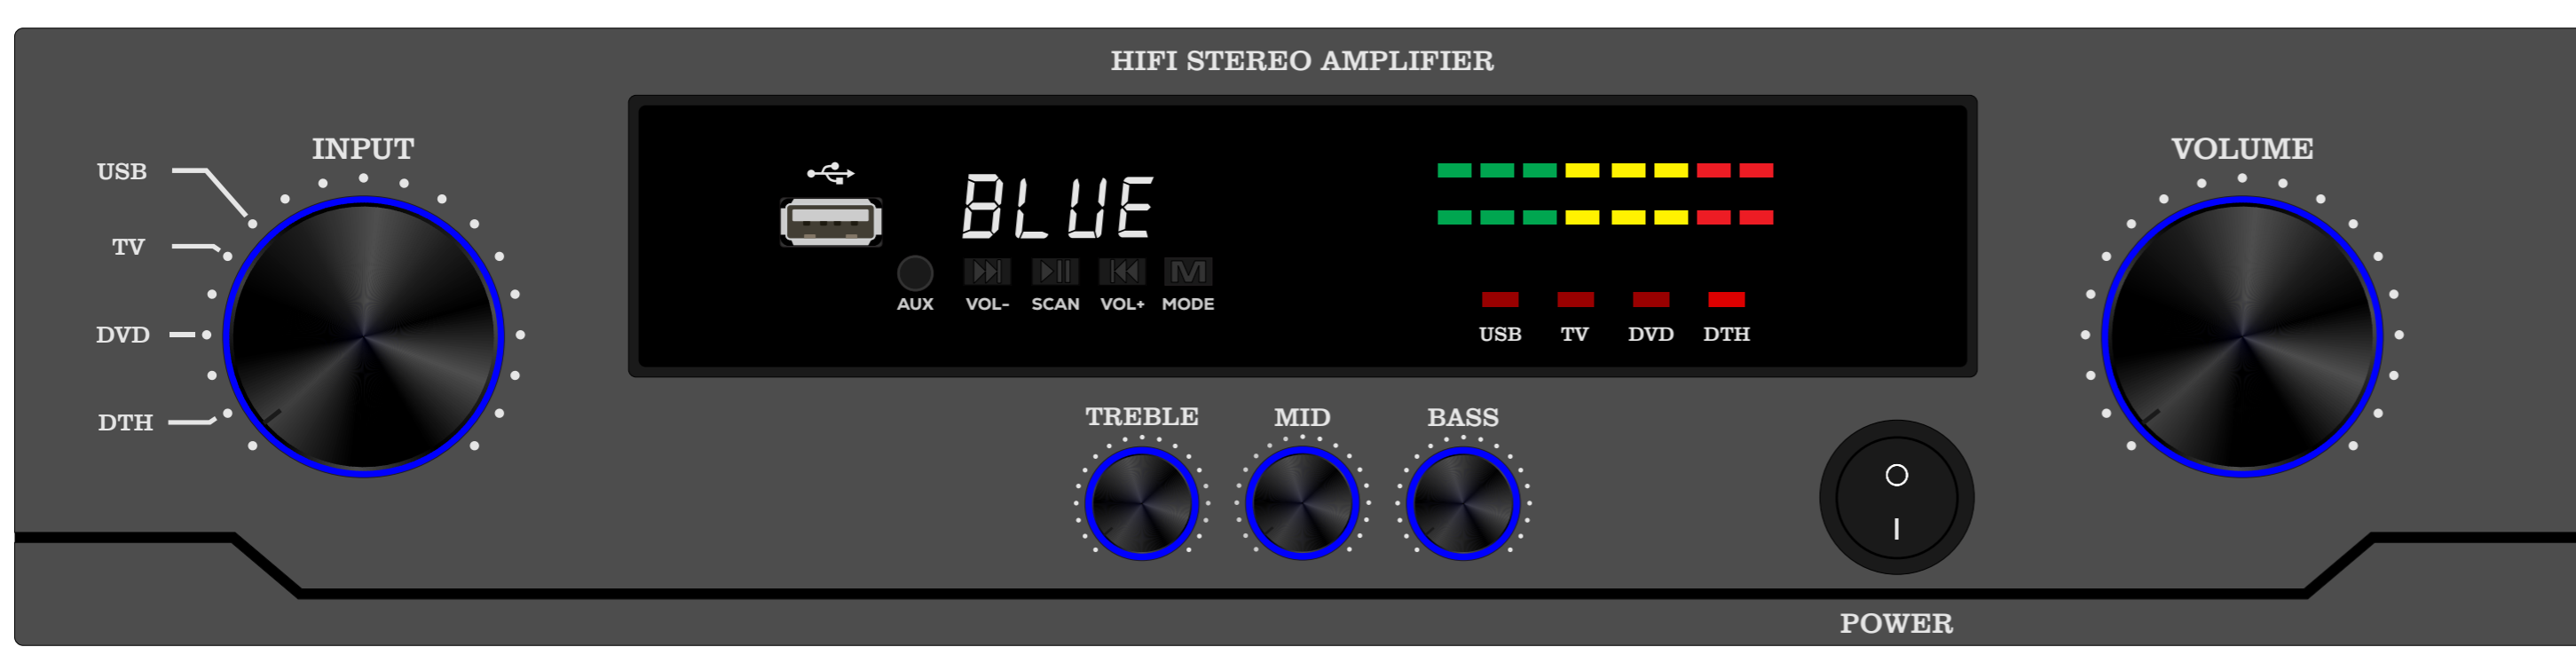 HIFI STEREO AMPLIFIER
INPUT
USB
TV
DVD
DTH
BLUE
AUX VOL- SCAN VOL+ M MODE
USB TV DVD DTH
VOLUME
TREBLE MID BASS
O
I
POWER